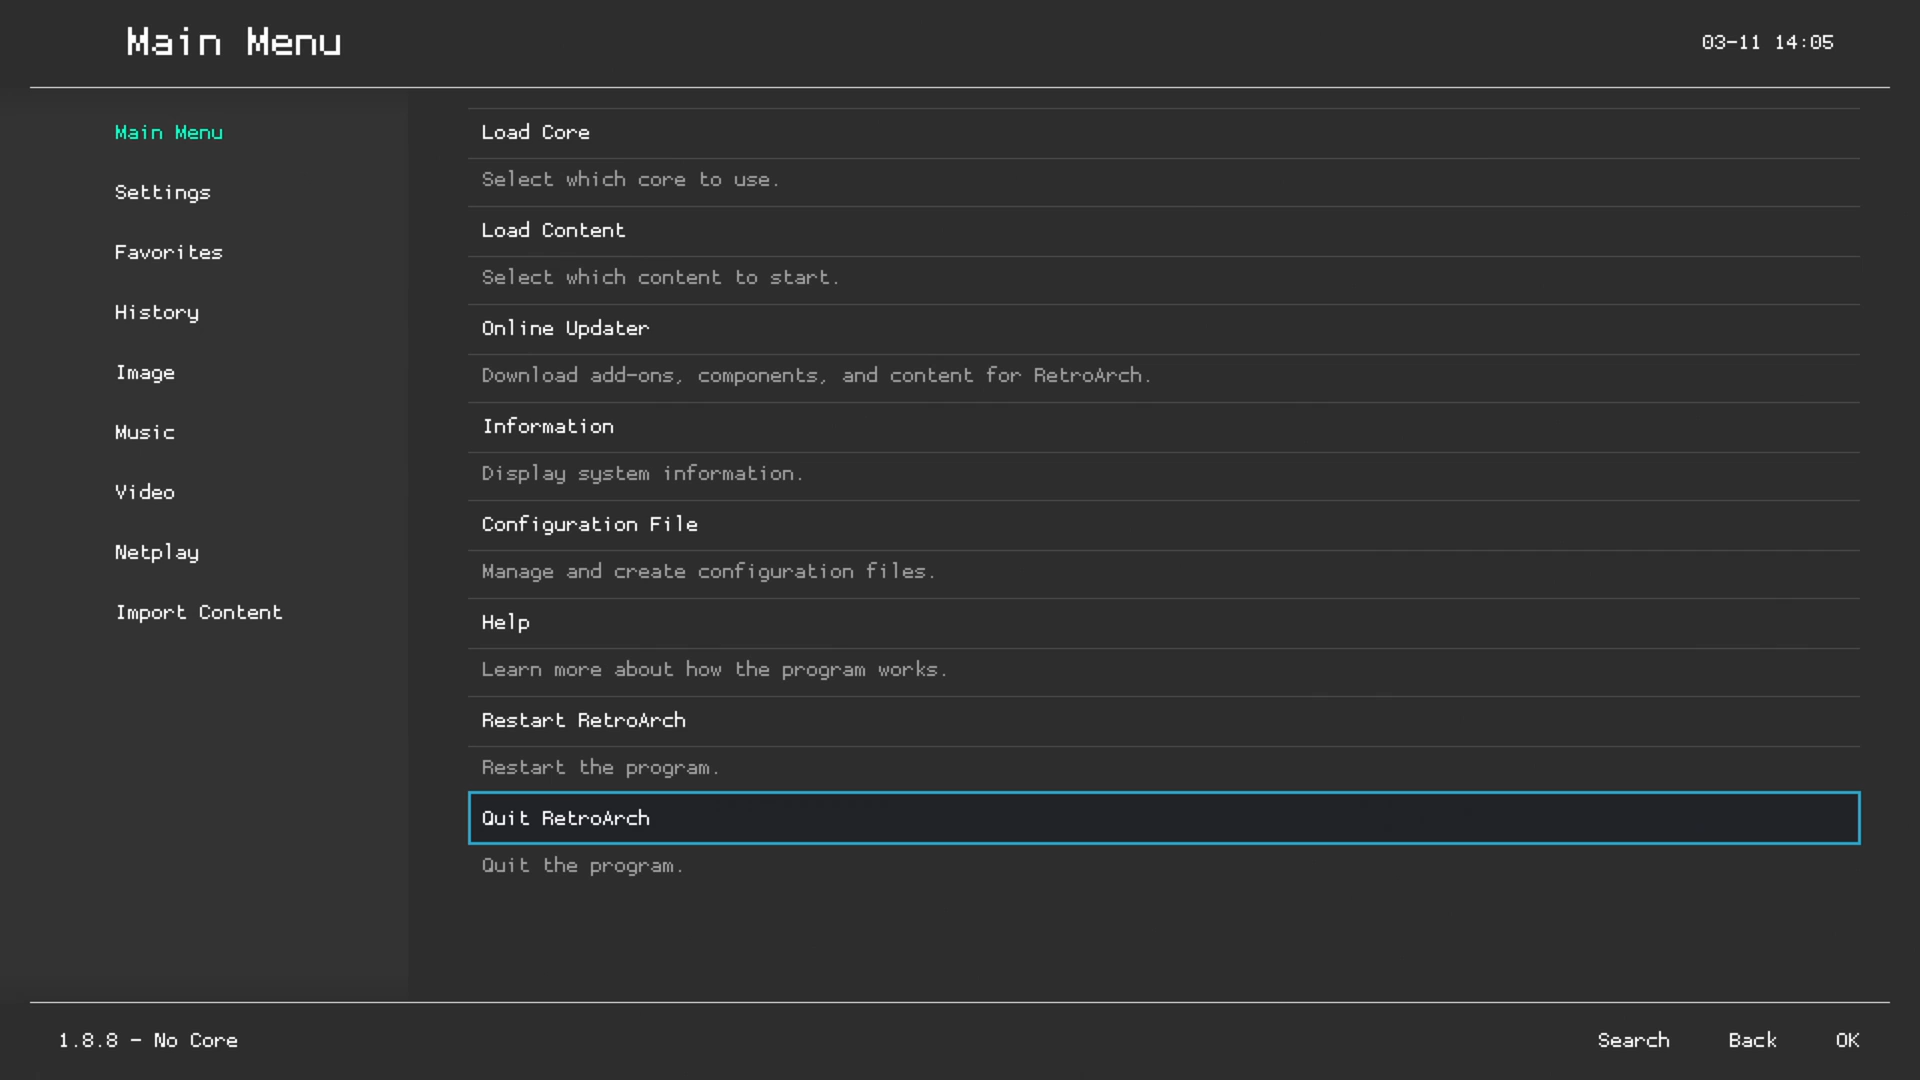 Main Menu
03-11 14:05
Main Menu
Settings
Favorites
History
Image
Music
Video
Netplay
Import Content
Load Core
Select which core to use.
Load Content
Select which content to start.
Online Updater
Download add-ons, components, and content for RetroArch.
Information
Display system information.
Configuration File
Manage and create configuration files.
Help
Learn more about how the program works.
Restart RetroArch
Restart the program.
Quit RetroArch
Quit the program.
1.8.8 - No Core
Search Back OK